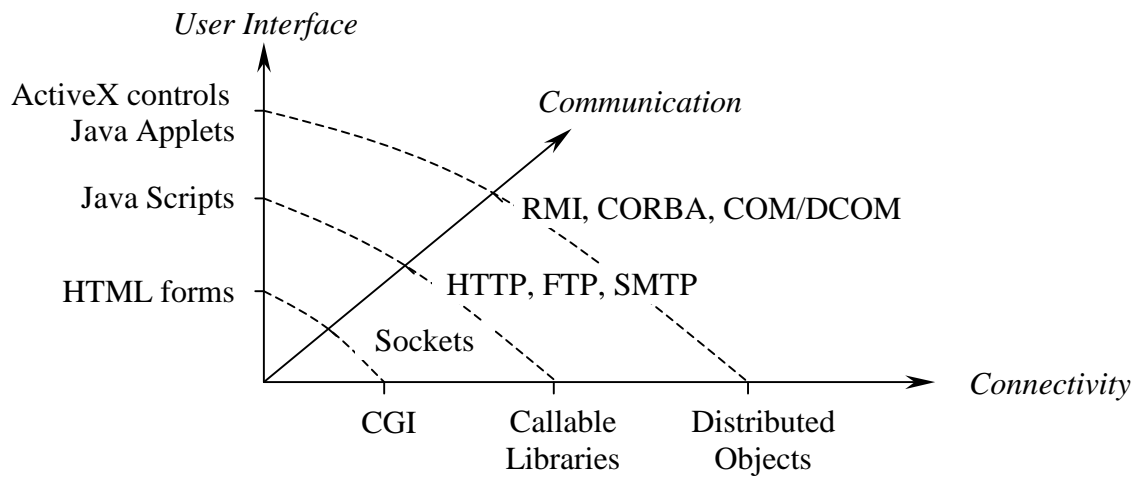 User Interface
ActiveX controls
Java Applets
Communication
Java Scripts
RMI, CORBA, COM/DCOM
HTML forms
HTTP, FTP, SMTP
Sockets
Connectivity
CGI
Callable
Libraries
Distributed
Objects